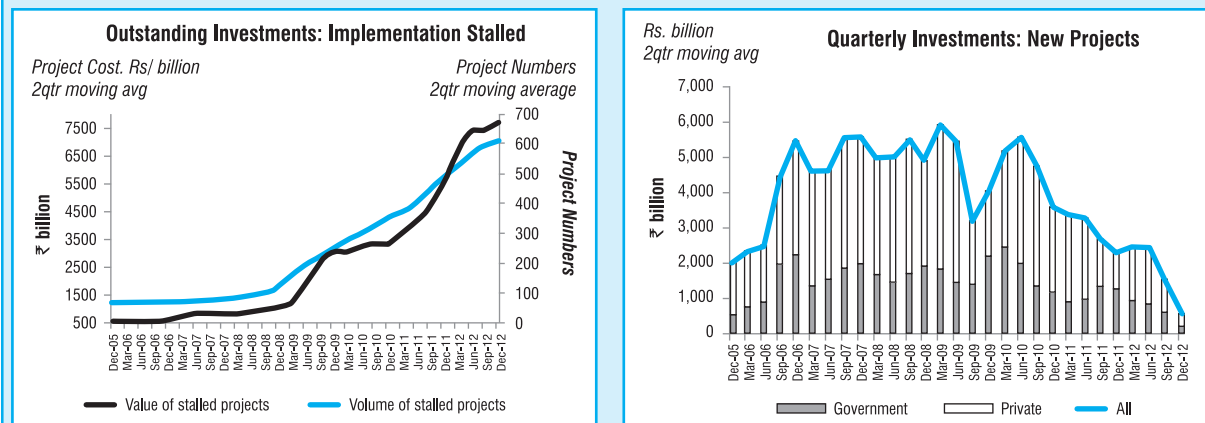 Outstanding Investments: Implementation Stalled
Project Cost. Rs/ billion
2qtr moving avg
Project Numbers
2qtr moving average
₹ billion
7500
6500
5500
4500
3500
2500
1500
500
700
600
500
400
300
200
100
0
Project Numbers
Dec-05
Mar-06
Jun-06
Sep-06
Dec-06
Mar-07
Jun-07
Sep-07
Dec-07
Mar-08
Jun-08
Sep-08
Dec-08
Mar-09
Jun-09
Sep-09
Dec-09
Mar-10
Jun-10
Sep-10
Dec-10
Mar-11
Jun-11
Sep-11
Dec-11
Mar-12
Jun-12
Sep-12
Dec-12
Value of stalled projects
Volume of stalled projects
Rs. billion
2qtr moving avg
Quarterly Investments: New Projects
₹ billion
7,000
6,000
5,000
4,000
3,000
2,000
1,000
0
Dec-05
Mar-06
Jun-06
Sep-06
Dec-06
Mar-07
Jun-07
Sep-07
Dec-07
Mar-08
Jun-08
Sep-08
Dec-08
Mar-09
Jun-09
Sep-09
Dec-09
Mar-10
Jun-10
Sep-10
Dec-10
Mar-11
Jun-11
Sep-11
Dec-11
Mar-12
Jun-12
Sep-12
Dec-12
Government
Private
All